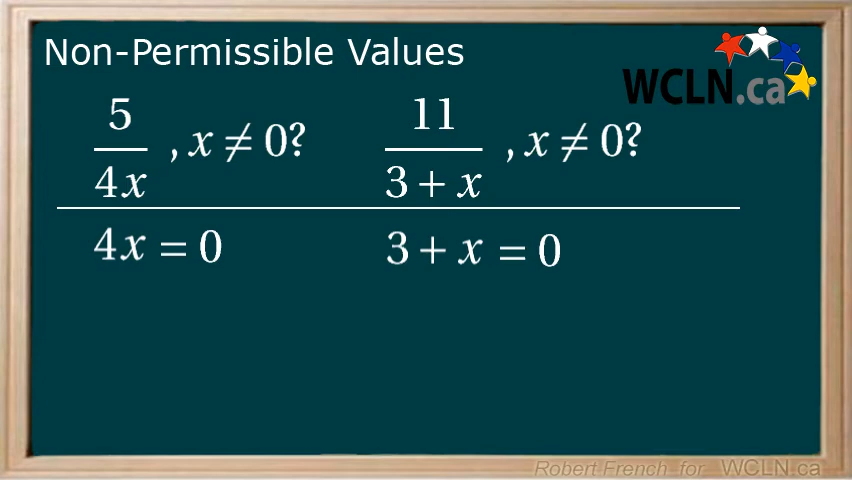 Non-Permissible Values
WCLN.ca
5/4x , x ≠ 0?
11/3 + x , x ≠ 0?
4x = 0
3 + x = 0
Robert French for WCLN.ca